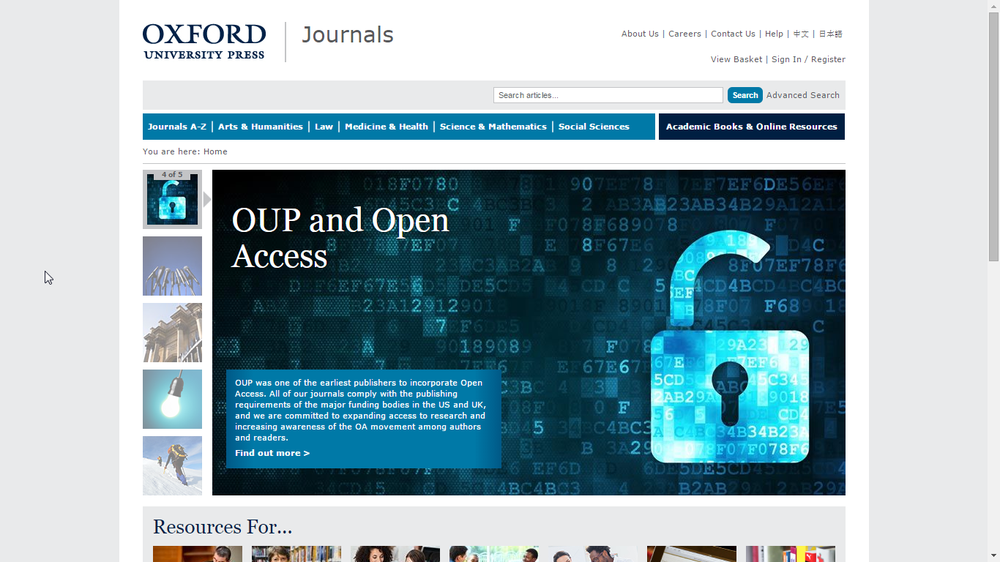 OXFORD
UNIVERSITY PRESS
Journals
About Us | Careers | Contact Us | Help | 中文 | 日本語
View Basket | Sign In / Register
Search articles...
Search
Advanced Search
Journals A-Z | Arts & Humanities | Law | Medicine & Health | Science & Mathematics | Social Sciences
Academic Books & Online Resources
You are here: Home
4 of 5
OUP and Open
Access
OUP was one of the earliest publishers to incorporate Open
Access. All of our journals comply with the publishing
requirements of the major funding bodies in the US and UK,
and we are committed to expanding access to research and
increasing awareness of the OA movement among authors
and readers.
Find out more >
Resources For...